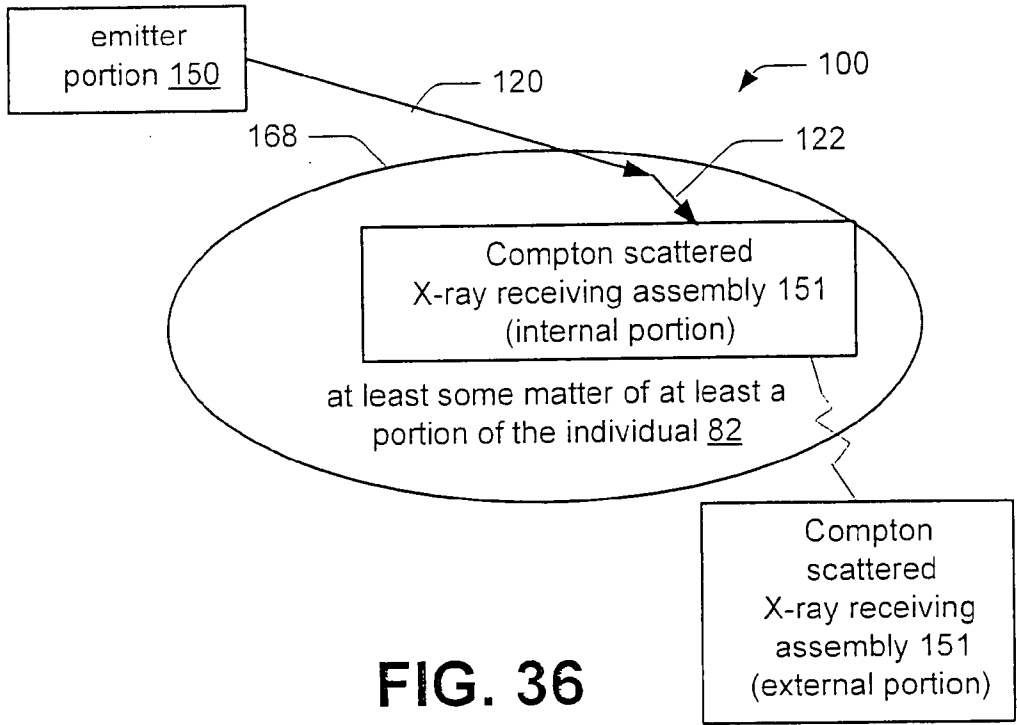 emitter
portion 150
120
100
168
122
Compton scattered
X-ray receiving assembly 151
(internal portion)
at least some matter of at least a
portion of the individual 82
Compton
scattered
X-ray receiving
assembly 151
(external portion)
FIG. 36